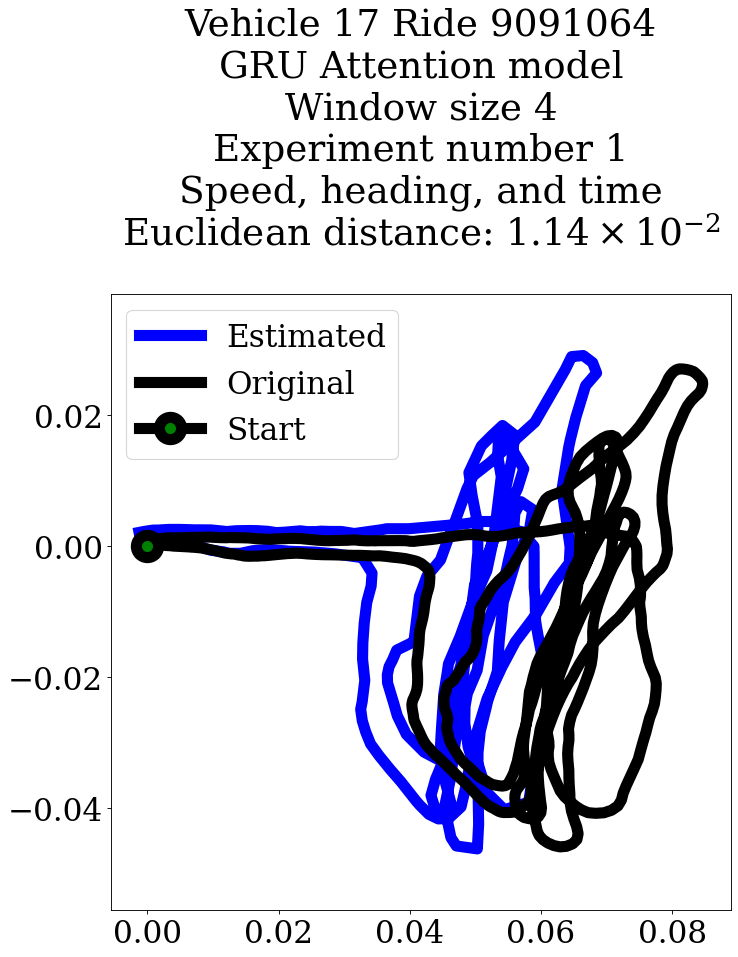 Vehicle 17 Ride 9091064
GRU Attention model
Window size 4
Experiment number 1
Speed, heading, and time
Euclidean distance: 1.14 × 10⁻²
Estimated
Original
Start
0.02
0.00
−0.02
−0.04
0.00 0.02 0.04 0.06 0.08